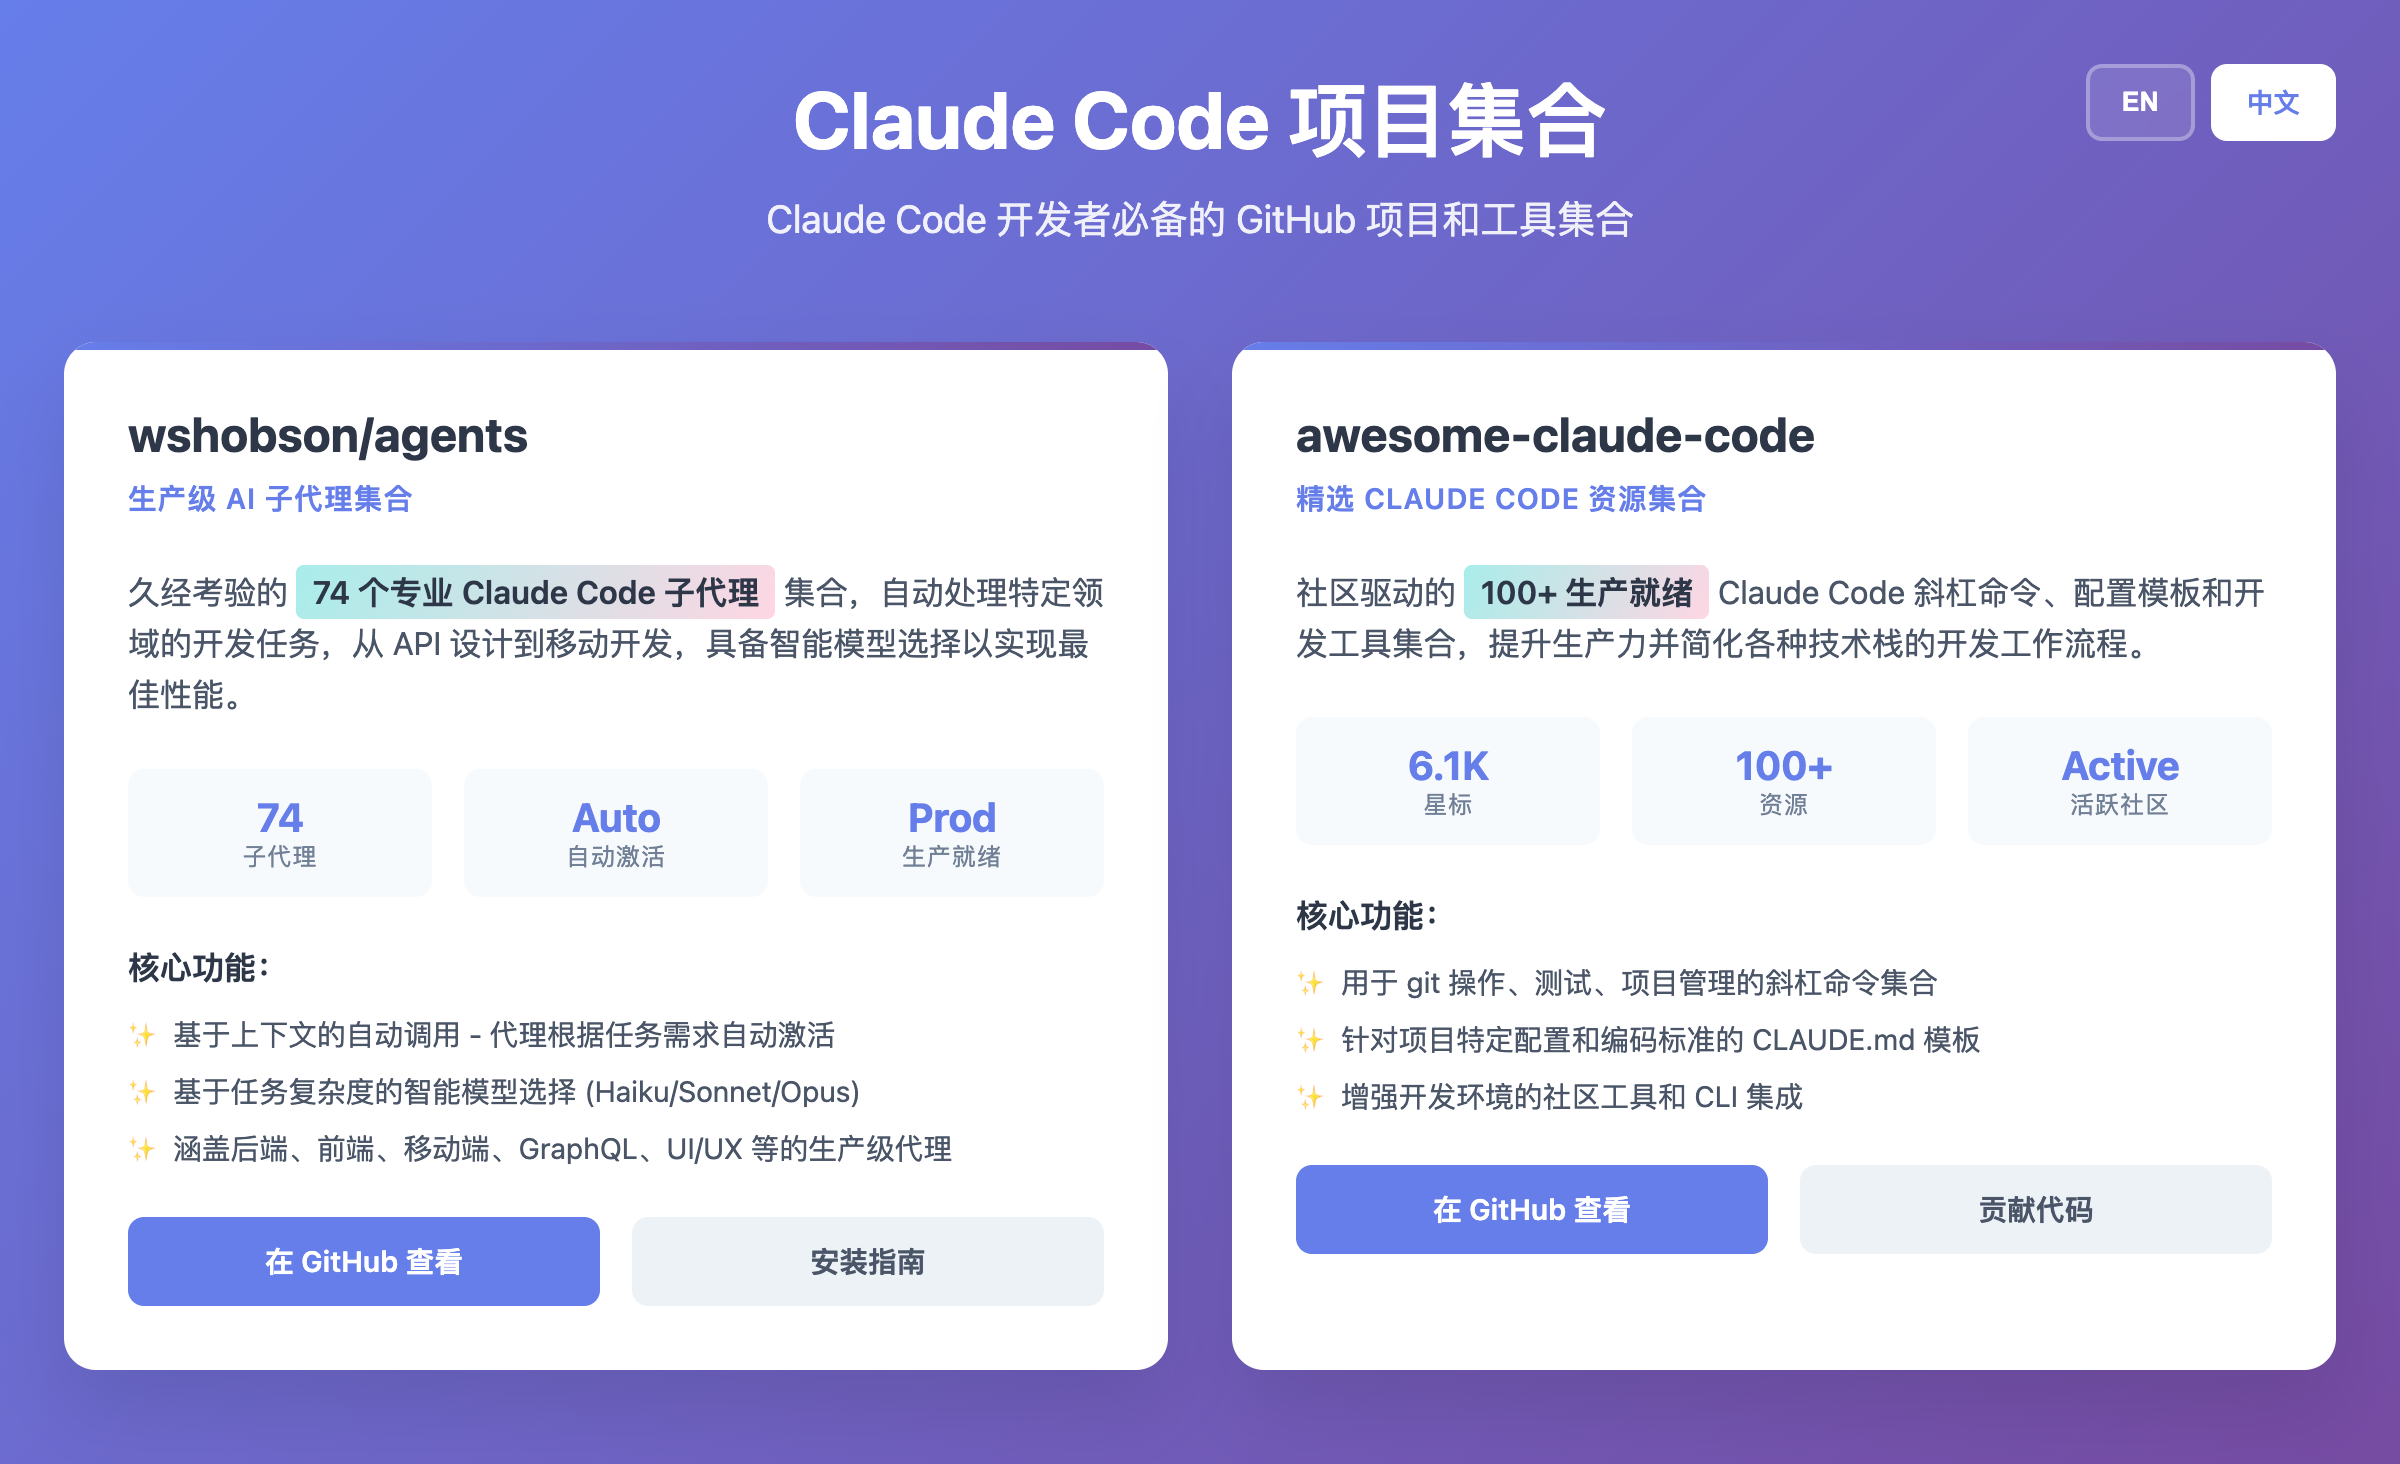 Claude Code 项目集合
EN
中文
Claude Code 开发者必备的 GitHub 项目和工具集合
wshobson/agents
生产级 AI 子代理集合
久经考验的 74 个专业 Claude Code 子代理 集合，自动处理特定领
域的开发任务，从 API 设计到移动开发，具备智能模型选择以实现最
佳性能。
74
子代理
Auto
自动激活
Prod
生产就绪
核心功能：
✨ 基于上下文的自动调用 - 代理根据任务需求自动激活
✨ 基于任务复杂度的智能模型选择 (Haiku/Sonnet/Opus)
✨ 涵盖后端、前端、移动端、GraphQL、UI/UX 等的生产级代理
在 GitHub 查看
安装指南
awesome-claude-code
精选 CLAUDE CODE 资源集合
社区驱动的 100+ 生产就绪 Claude Code 斜杠命令、配置模板和开
发工具集合，提升生产力并简化各种技术栈的开发工作流程。
6.1K
星标
100+
资源
Active
活跃社区
核心功能：
✨ 用于 git 操作、测试、项目管理的斜杠命令集合
✨ 针对项目特定配置和编码标准的 CLAUDE.md 模板
✨ 增强开发环境的社区工具和 CLI 集成
在 GitHub 查看
贡献代码